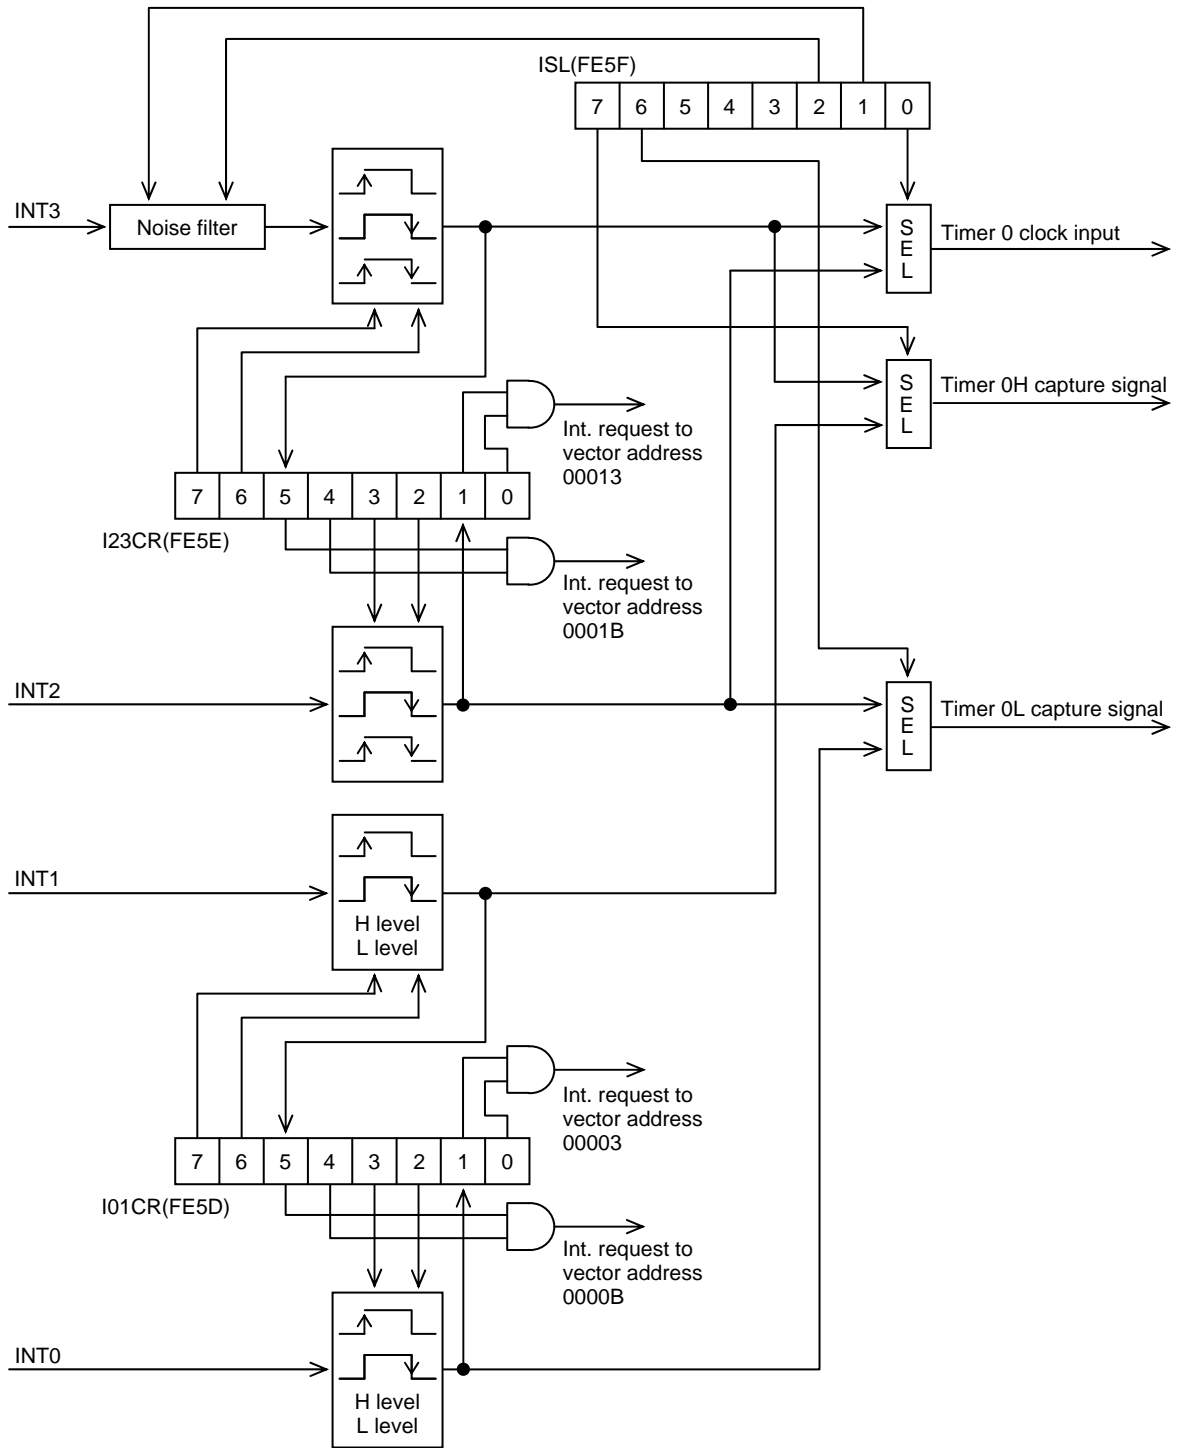 ISL(FE5F)
7 6 5 4 3 2 1 0
INT3
Noise filter
S
E
L
Timer 0 clock input
S
E
L
Timer 0H capture signal
Int. request to
vector address
00013
7 6 5 4 3 2 1 0
I23CR(FE5E)
Int. request to
vector address
0001B
INT2
S
E
L
Timer 0L capture signal
INT1
H level
L level
Int. request to
vector address
00003
7 6 5 4 3 2 1 0
I01CR(FE5D)
Int. request to
vector address
0000B
INT0
H level
L level